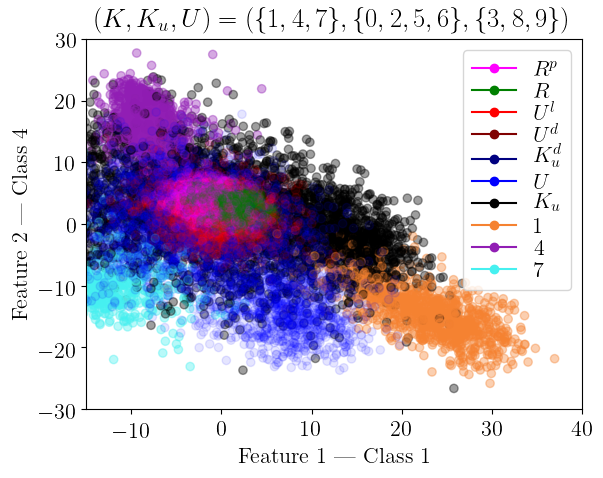 (K, K_u, U) = ({1, 4, 7}, {0, 2, 5, 6}, {3, 8, 9})
30
20
10
0
−10
−20
−30
Feature 2 — Class 4
R^p
R
U^l
U^d
K_u^d
U
K_u
1
4
7
−10 0 10 20 30 40
Feature 1 — Class 1